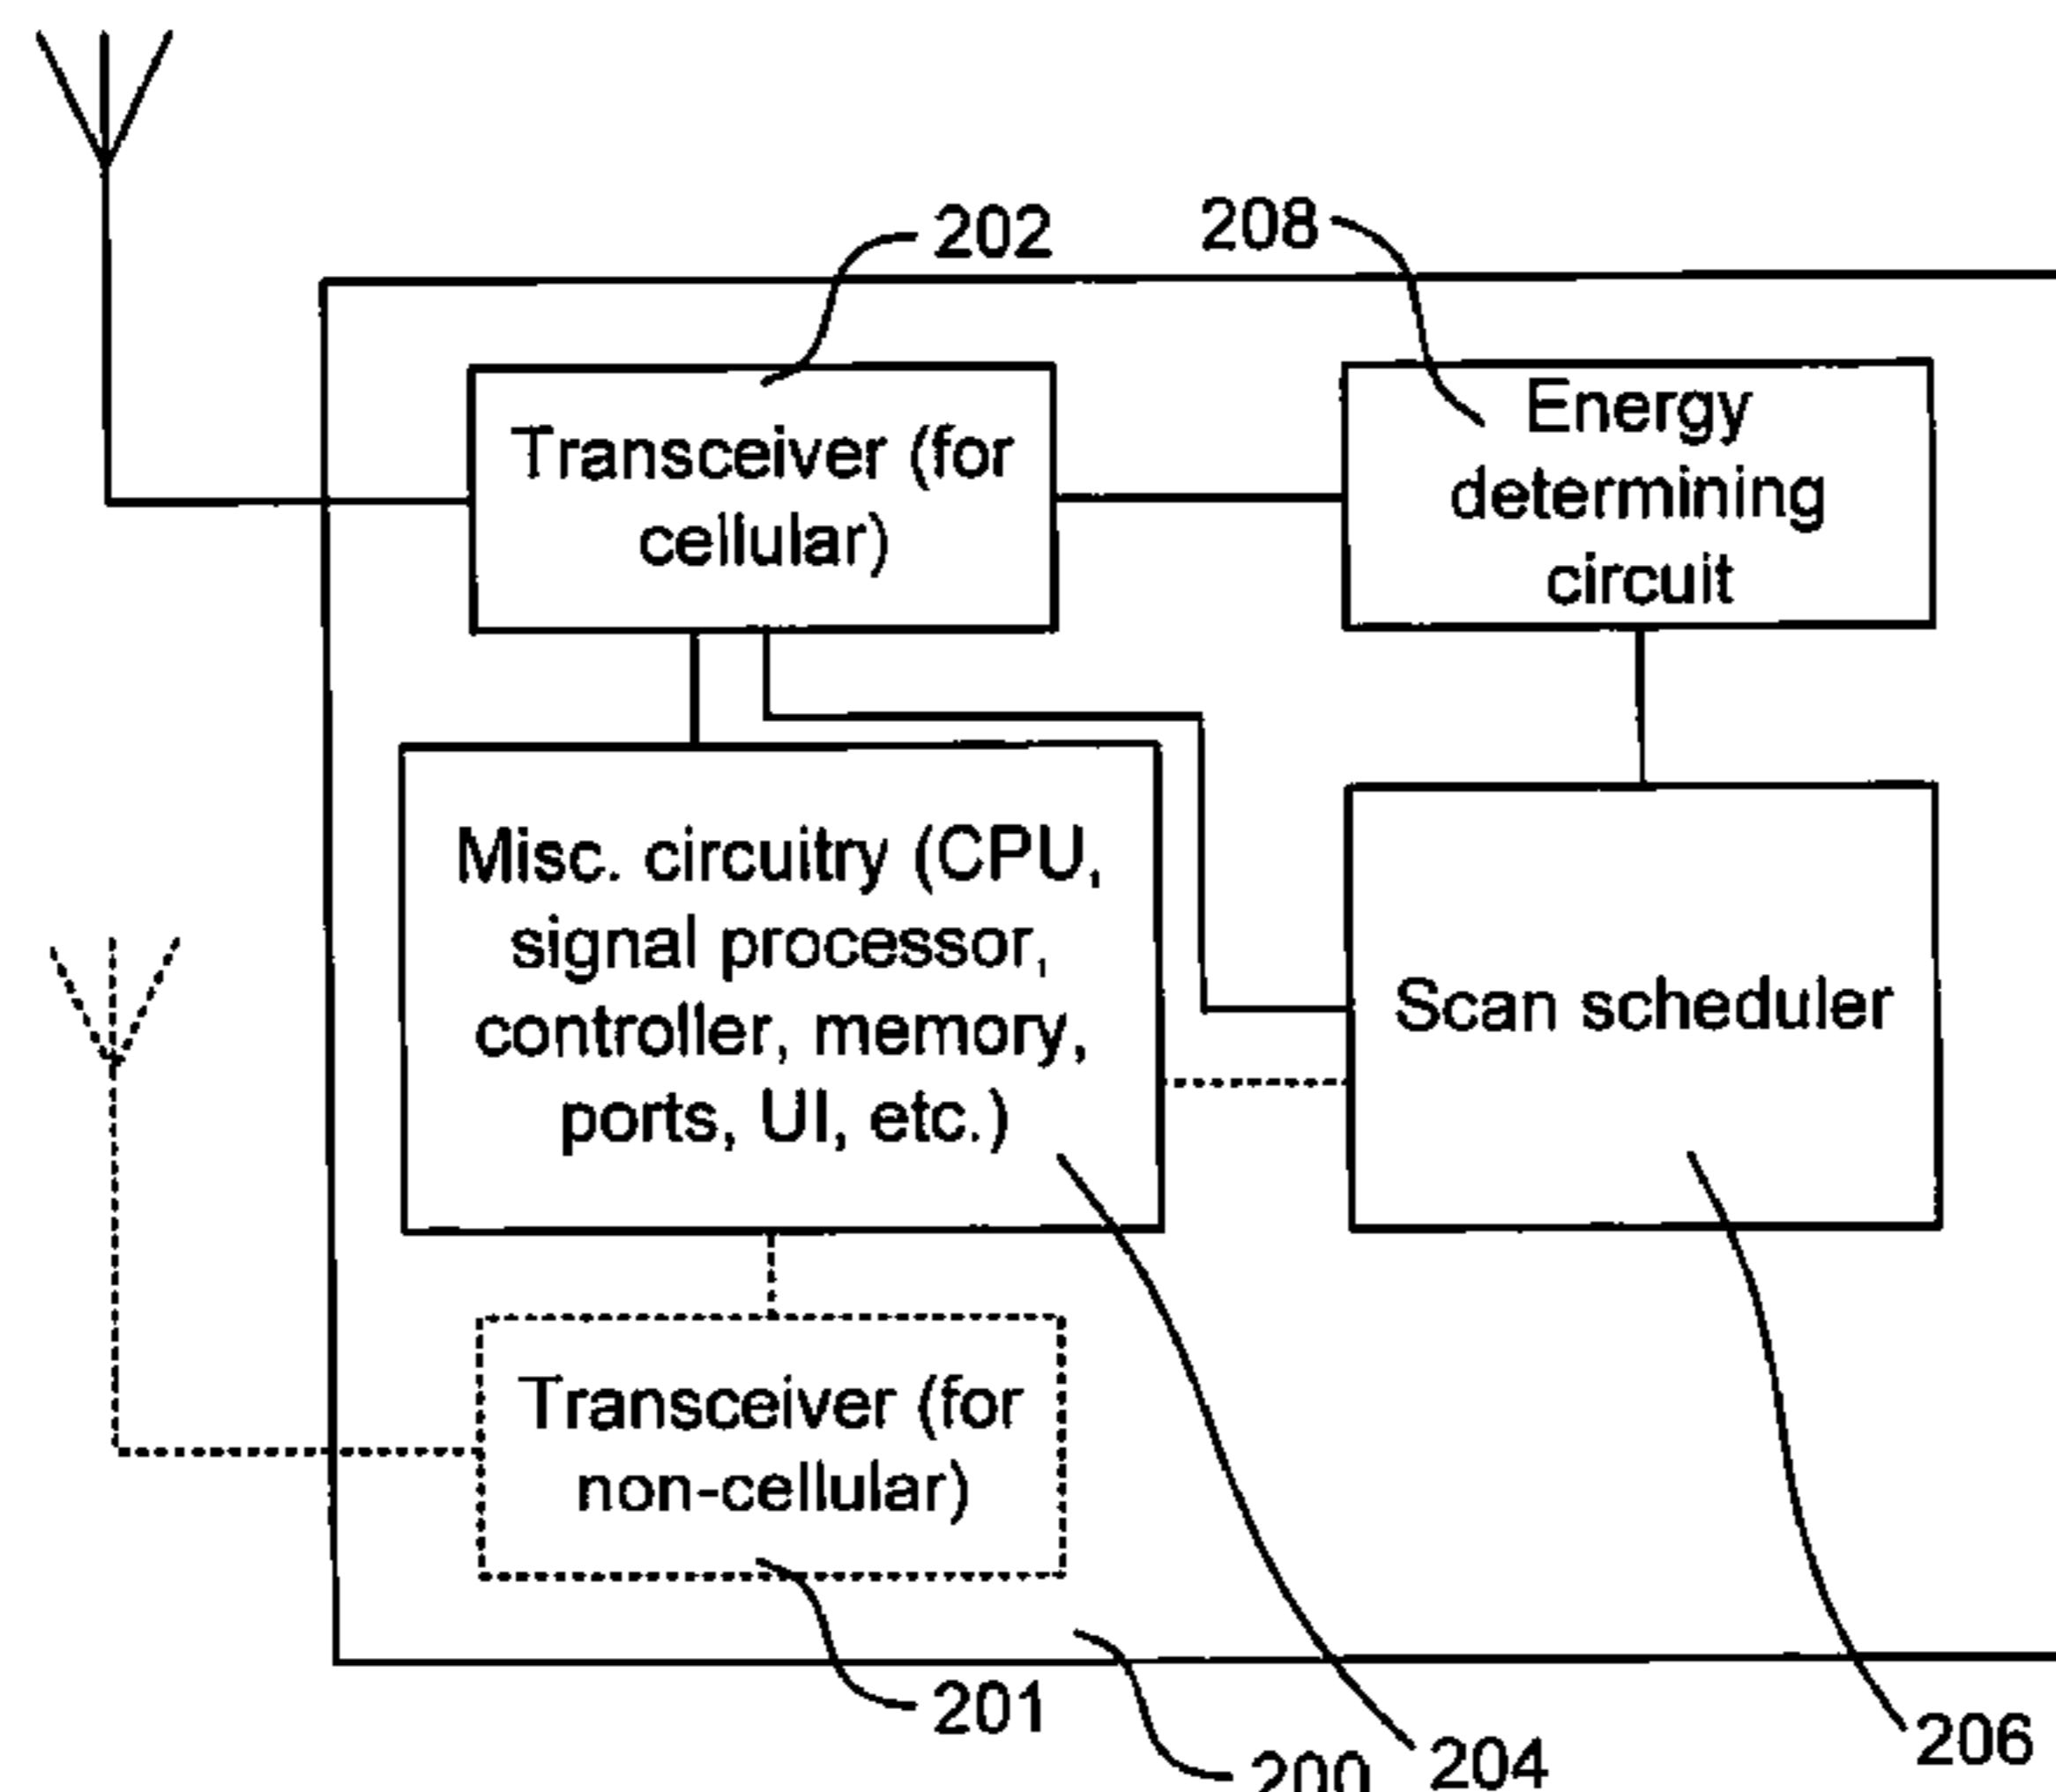 202
208
Transceiver (for
cellular)
Energy
determining
circuit
Misc. circuitry (CPU,
signal processor,
controller, memory,
ports, UI, etc.)
Scan scheduler
Transceiver (for
non-cellular)
201
200
204
206